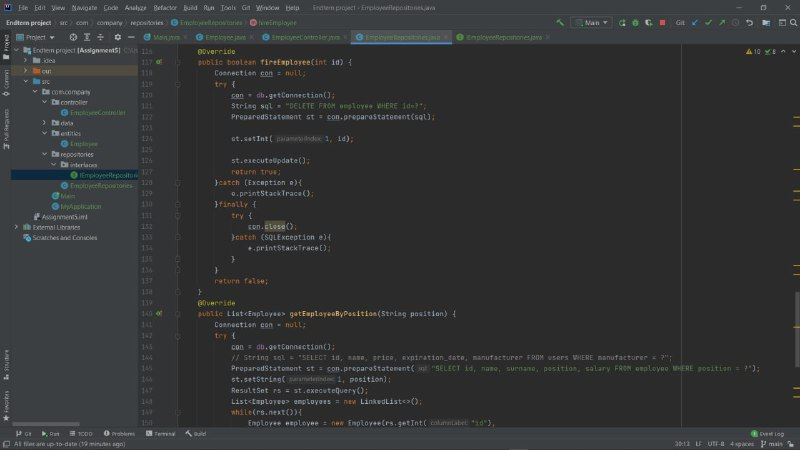 File Edit View Navigate Code Analyze Refactor Build Run Tools Git Window Help Endterm project - EmployeeRepositories.java
Endterm project src com company repositories EmployeeRepositories fireEmployee Main Git:
Project Main.java EmployeeController.java EmployeeRepositories.java IEmployeeRepositories.java
Endterm project [Assignment5]
.idea
out
src
com.company
controller
EmployeeController
data
entities
Employee
repositories
interfaces
IEmployeeRepositorie
EmployeeRepositories
Main
MyApplication
Assignment5.iml
External Libraries
Scratches and Consoles
Project
Commit
Pull Requests
Structure
Favorites
10 8
116 @Override
117 public boolean fireEmployee(int id) {
118 Connection con = null;
119 try {
120 con = db.getConnection();
121 String sql = "DELETE FROM employee WHERE id=?";
122 PreparedStatement st = con.prepareStatement(sql);
123
124 st.setInt( parameterIndex: 1, id);
125
126 st.executeUpdate();
127 return true;
128 }catch (Exception e){
129 e.printStackTrace();
130 }finally {
131 try {
132 con.close();
133 }catch (SQLException e){
134 e.printStackTrace();
135 }
136 }
137 return false;
138 }
139 @Override
140 public List<Employee> getEmployeeByPosition(String position) {
141 Connection con = null;
142 try {
143 con = db.getConnection();
144 // String sql = "SELECT id, name, price, expiration_date, manufacturer FROM users WHERE manufacturer = ?";
145 PreparedStatement st = con.prepareStatement( sql: "SELECT id, name, surname, position, salary FROM employee WHERE position = ?");
146 st.setString( parameterIndex: 1, position);
147 ResultSet rs = st.executeQuery();
148 List<Employee> employees = new LinkedList<>();
149 while(rs.next()){
150 Employee employee = new Employee(rs.getInt( columnLabel: "id"),
Git Run TODO Problems Terminal Build Event Log
All files are up-to-date (19 minutes ago) 30:13 LF UTF-8 4 spaces main